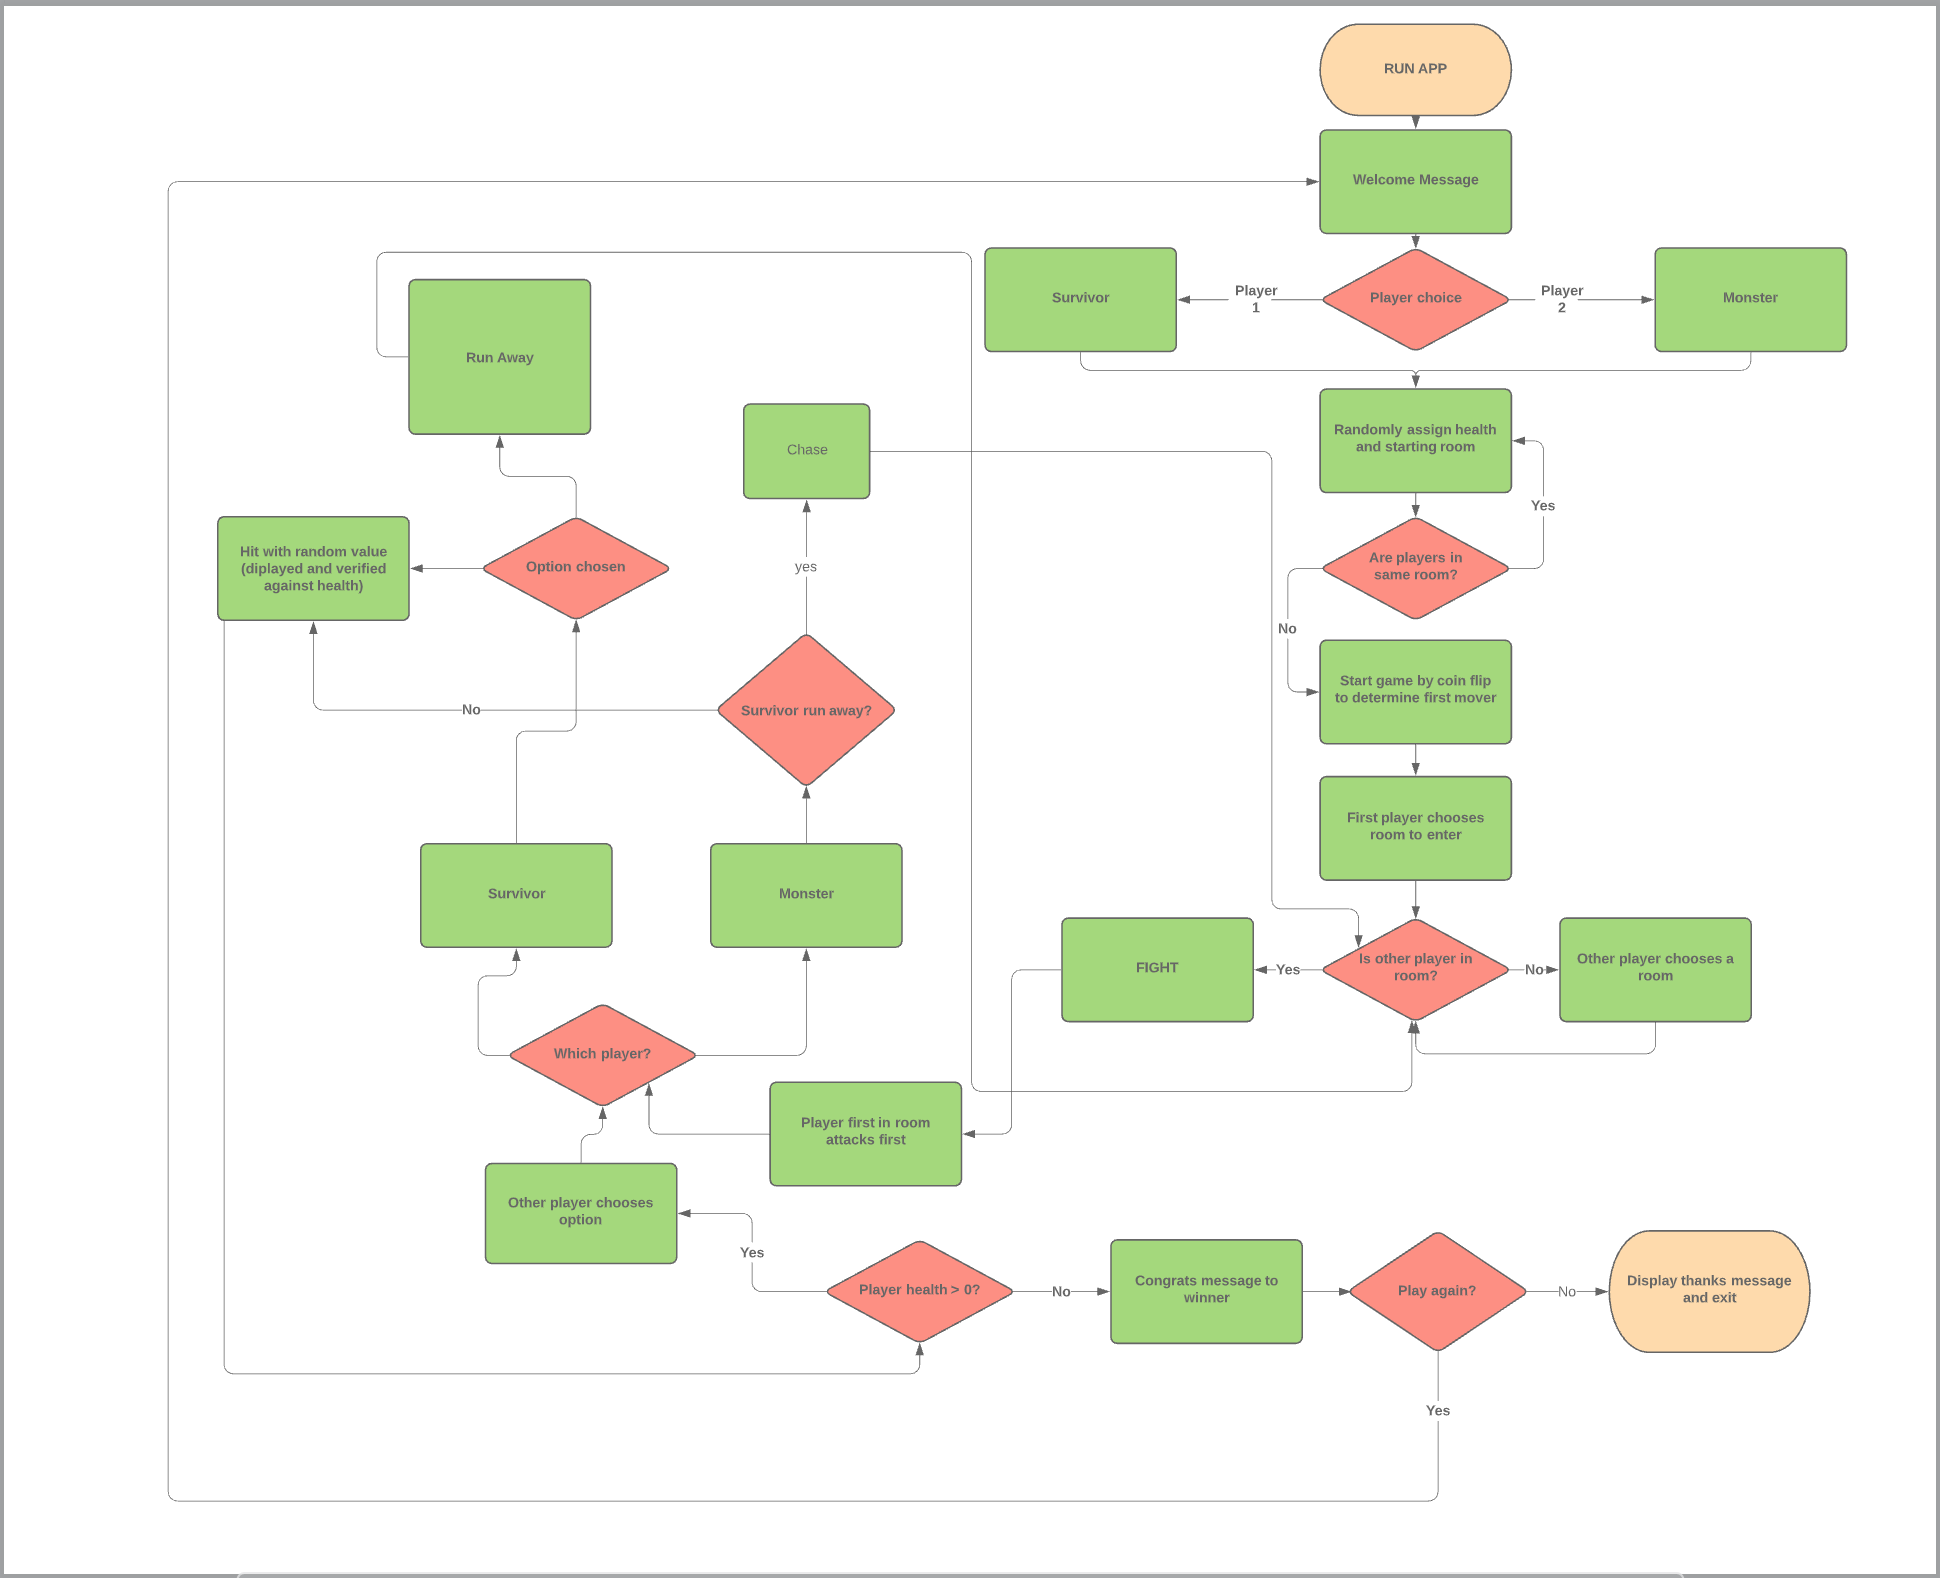 RUN APP
Welcome Message
Survivor
Player
1
Player choice
Player
2
Monster
Run Away
Randomly assign health
and starting room
Chase
Yes
Hit with random value
(diplayed and verified
against health)
Option chosen
yes
Are players in
same room?
No
Start game by coin flip
to determine first mover
No
Survivor run away?
First player chooses
room to enter
Survivor
Monster
FIGHT
Yes
Is other player in
room?
No
Other player chooses a
room
Which player?
Player first in room
attacks first
Other player chooses
option
Yes
Player health > 0?
No
Congrats message to
winner
Play again?
No
Display thanks message
and exit
Yes